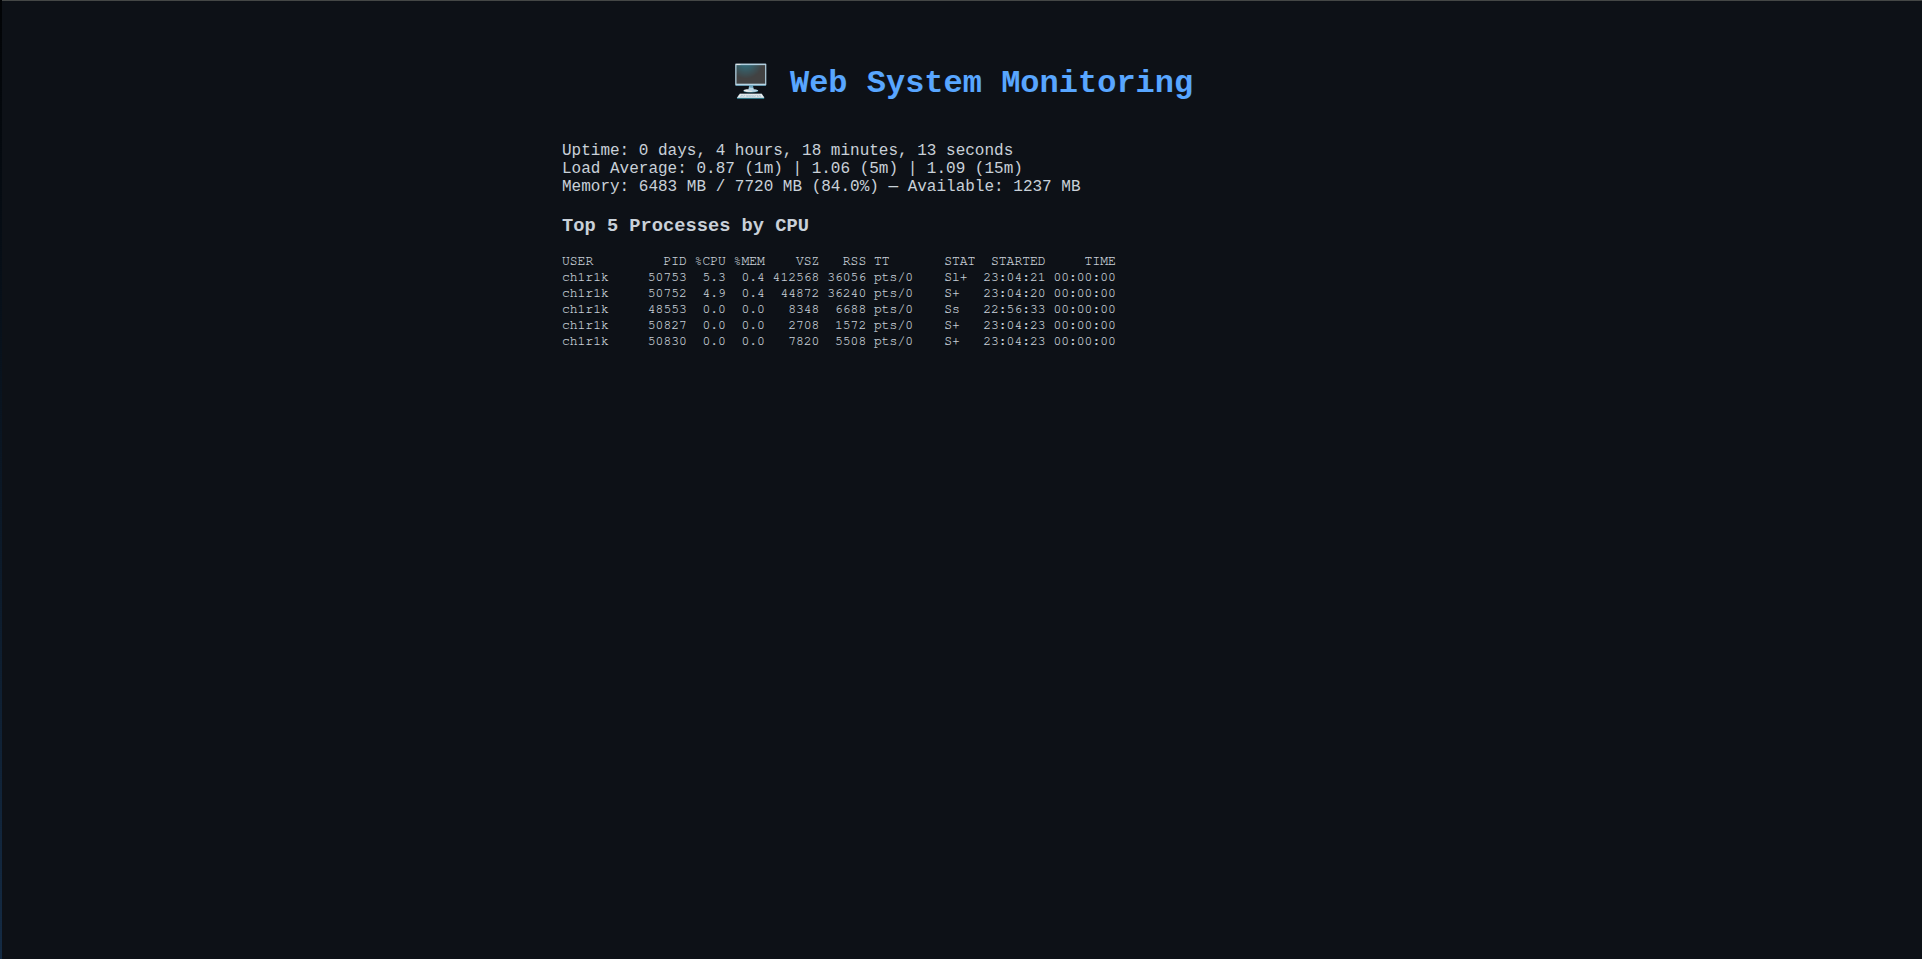 Web System Monitoring
Uptime: 0 days, 4 hours, 18 minutes, 13 seconds
Load Average: 0.87 (1m) | 1.06 (5m) | 1.09 (15m)
Memory: 6483 MB / 7720 MB (84.0%) — Available: 1237 MB
Top 5 Processes by CPU
USER         PID %CPU %MEM    VSZ   RSS TT       STAT  STARTED     TIME
ch1r1k     50753  5.3  0.4 412568 36056 pts/0    Sl+  23:04:21 00:00:00
ch1r1k     50752  4.9  0.4  44872 36240 pts/0    S+   23:04:20 00:00:00
ch1r1k     48553  0.0  0.0   8348  6688 pts/0    Ss   22:56:33 00:00:00
ch1r1k     50827  0.0  0.0   2708  1572 pts/0    S+   23:04:23 00:00:00
ch1r1k     50830  0.0  0.0   7820  5508 pts/0    S+   23:04:23 00:00:00